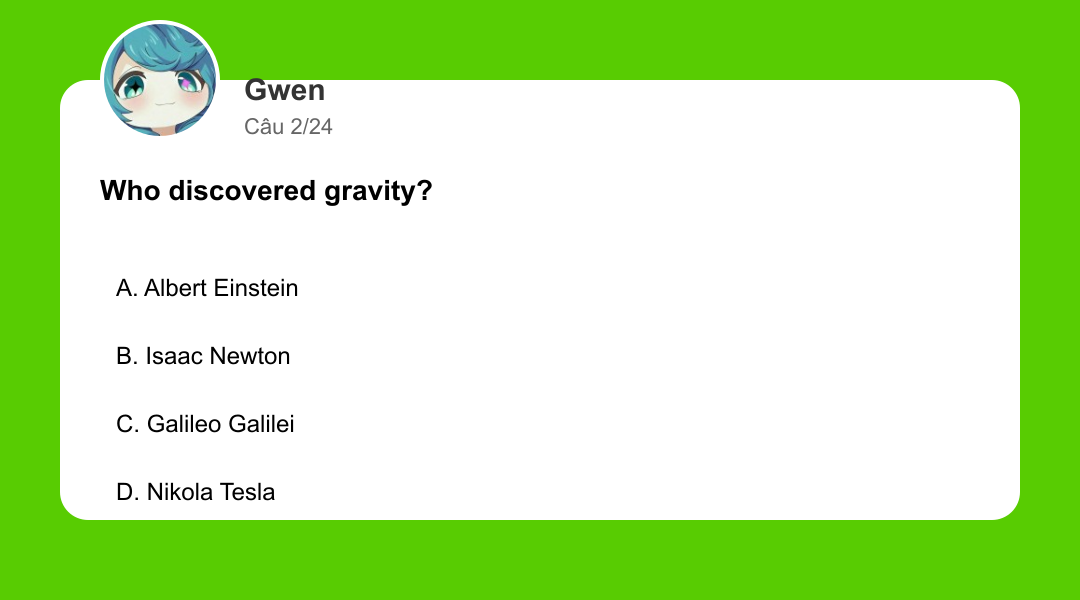 Gwen
Câu 2/24
Who discovered gravity?
A. Albert Einstein
B. Isaac Newton
C. Galileo Galilei
D. Nikola Tesla